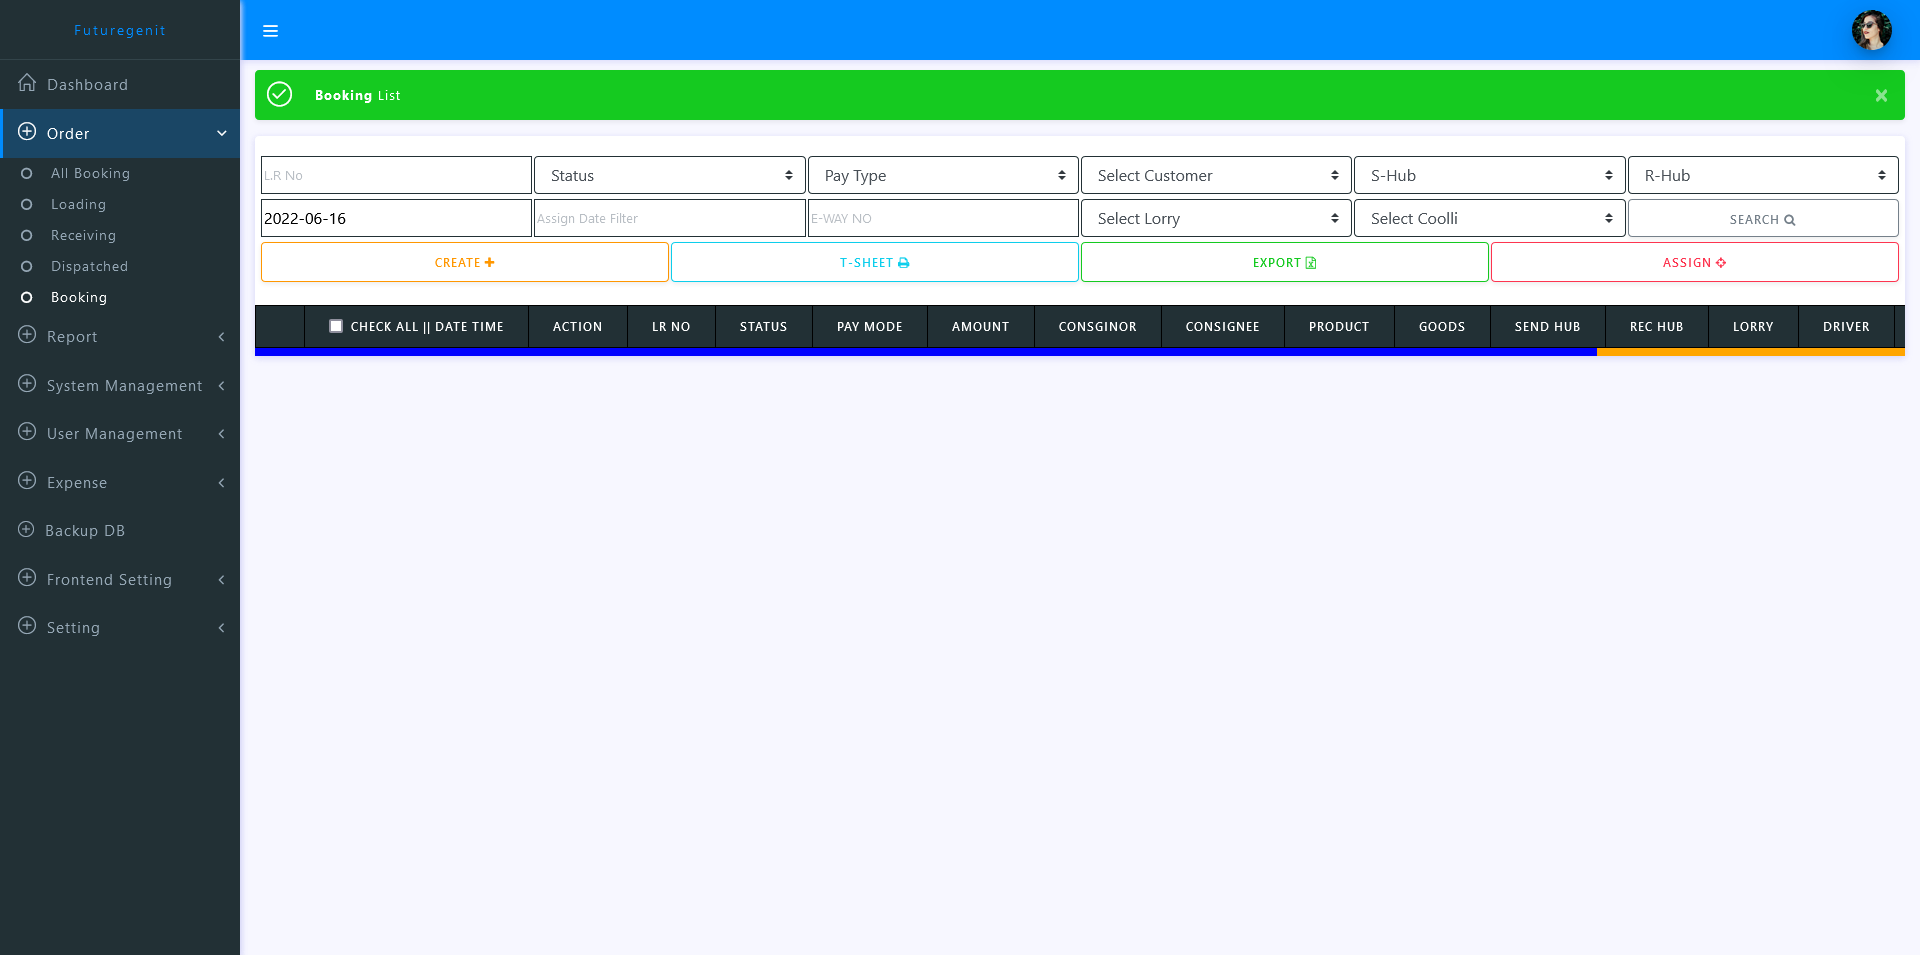 Futuregenit
Dashboard
Order
All Booking
Loading
Receiving
Dispatched
Booking
Report
System Management
User Management
Expense
Backup DB
Frontend Setting
Setting
Booking List
L.R No
Status
Pay Type
Select Customer
S-Hub
R-Hub
2022-06-16
Assign Date Filter
E-WAY NO
Select Lorry
Select Coolli
SEARCH
CREATE
T-SHEET
EXPORT
ASSIGN
CHECK ALL || DATE TIME ACTION LR NO STATUS PAY MODE AMOUNT CONSGINOR CONSIGNEE PRODUCT GOODS SEND HUB REC HUB LORRY DRIVER